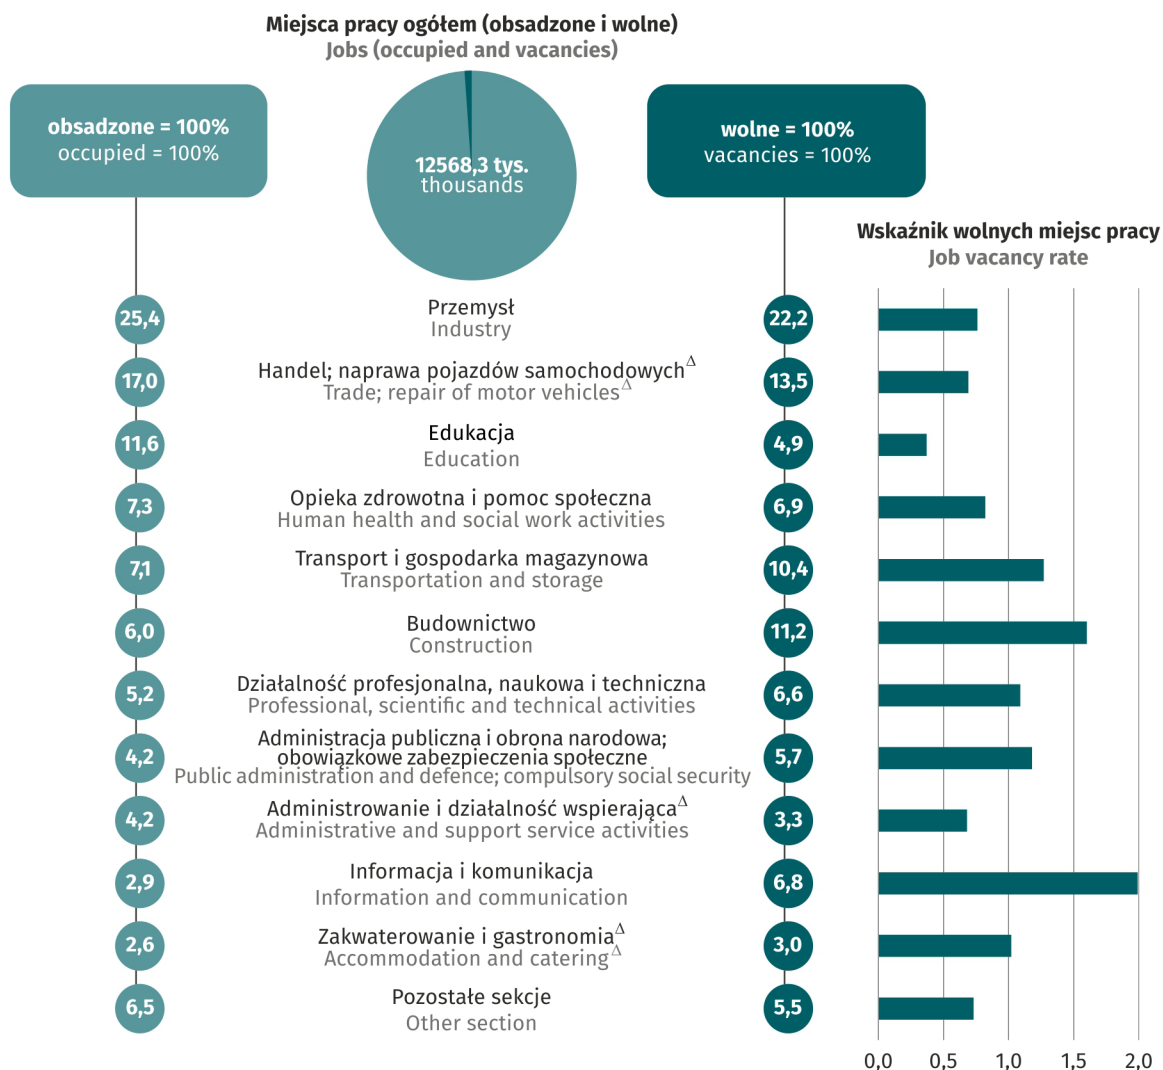 Miejsca pracy ogółem (obsadzone i wolne)
Jobs (occupied and vacancies)
obsadzone = 100%
occupied = 100%
12568,3 tys.
thousands
wolne = 100%
vacancies = 100%
Wskaźnik wolnych miejsc pracy
Job vacancy rate
25,4
Przemysł
Industry
22,2
17,0
Handel; naprawa pojazdów samochodowych^Δ
Trade; repair of motor vehicles^Δ
13,5
11,6
Edukacja
Education
4,9
7,3
Opieka zdrowotna i pomoc społeczna
Human health and social work activities
6,9
7,1
Transport i gospodarka magazynowa
Transportation and storage
10,4
6,0
Budownictwo
Construction
11,2
5,2
Działalność profesjonalna, naukowa i techniczna
Professional, scientific and technical activities
6,6
4,2
Administracja publiczna i obrona narodowa;
obowiązkowe zabezpieczenia społeczne
Public administration and defence; compulsory social security
5,7
4,2
Administrowanie i działalność wspierająca^Δ
Administrative and support service activities
3,3
2,9
Informacja i komunikacja
Information and communication
6,8
2,6
Zakwaterowanie i gastronomia^Δ
Accommodation and catering^Δ
3,0
6,5
Pozostałe sekcje
Other section
5,5
0,0 0,5 1,0 1,5 2,0